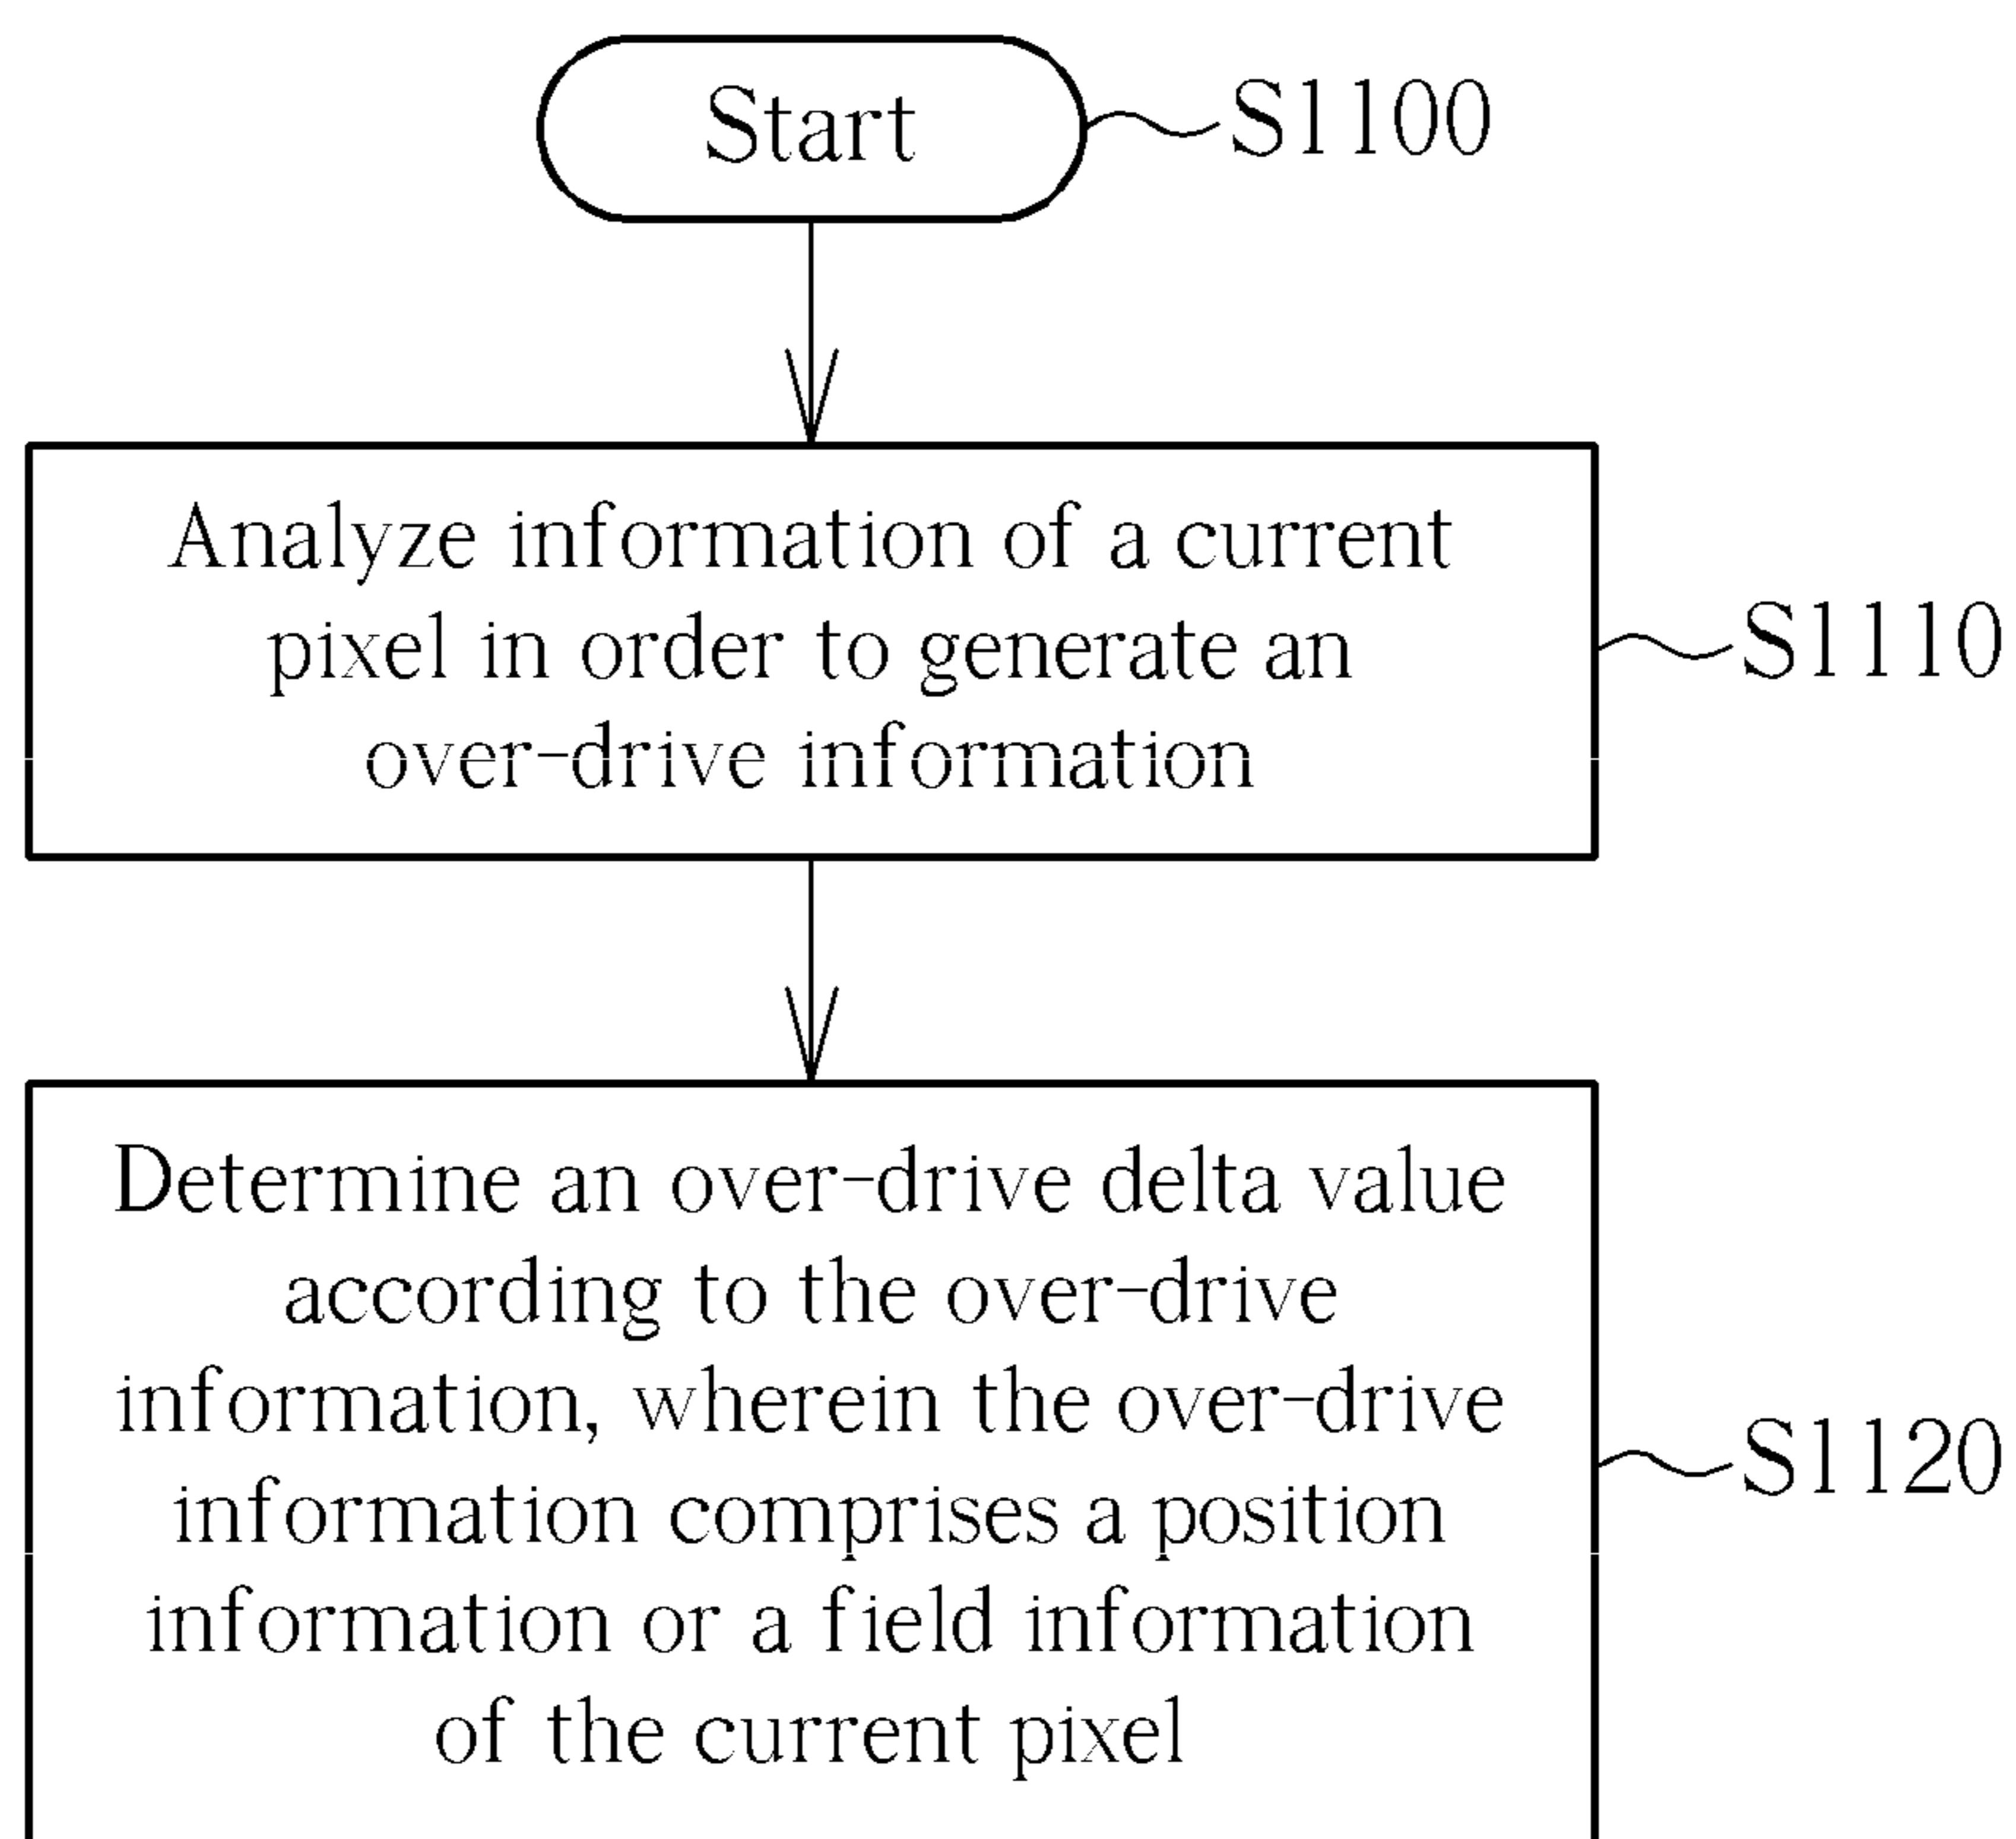 Start
S1100
Analyze information of a current
pixel in order to generate an
over-drive information
S1110
Determine an over-drive delta value
according to the over-drive
information, wherein the over-drive
information comprises a position
information or a field information
of the current pixel
S1120